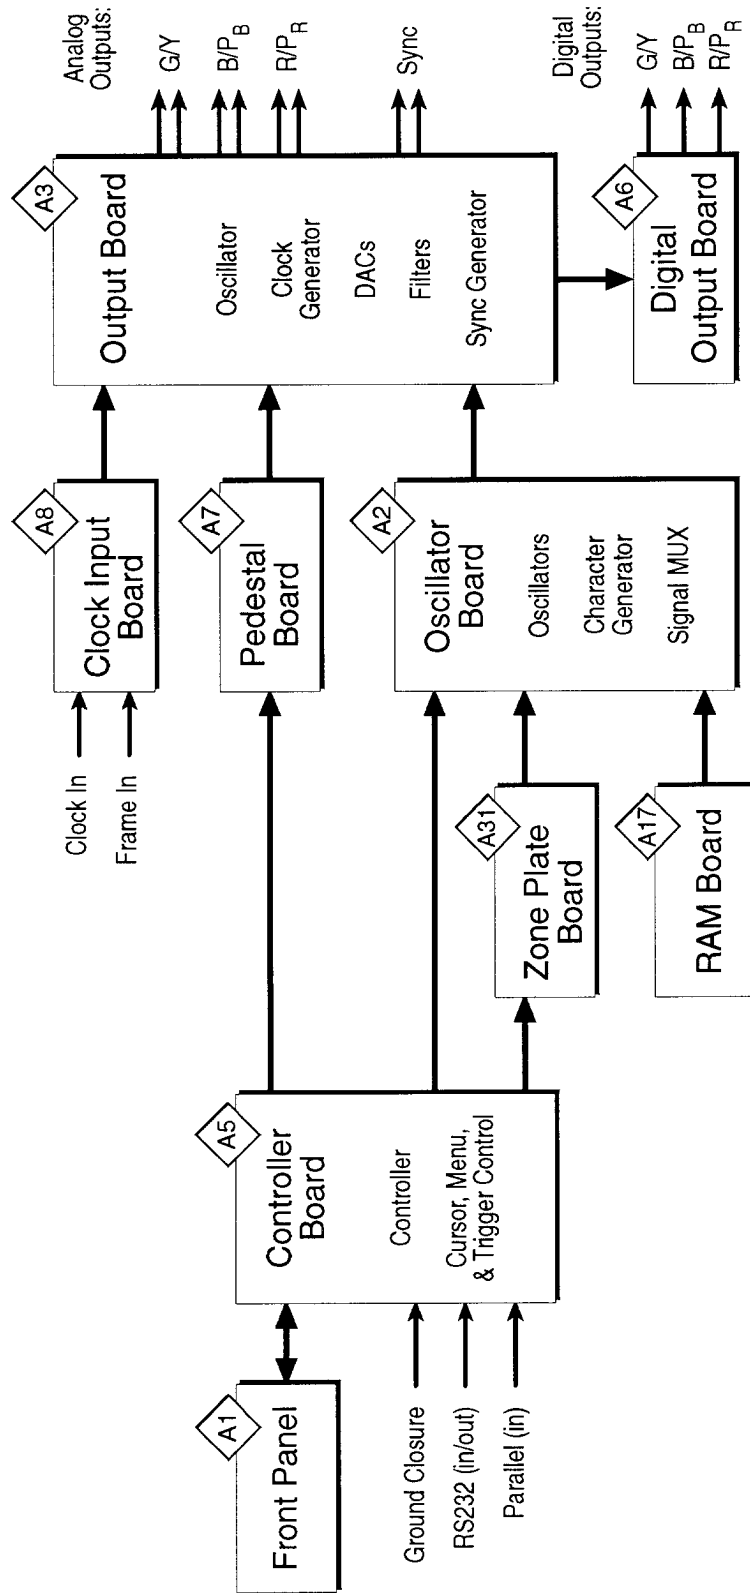 A1
Front Panel
Ground Closure
RS232 (in/out)
Parallel (in)
A5
Controller
Board
Controller
Cursor, Menu,
& Trigger Control
Clock In
Frame In
A8
Clock Input
Board
A7
Pedestal
Board
A31
Zone Plate
Board
A17
RAM Board
A2
Oscillator
Board
Oscillators
Character
Generator
Signal MUX
A3
Output Board
Oscillator
Clock
Generator
DACs
Filters
Sync Generator
Analog
Outputs:
G/Y
B/PB
R/PR
Sync
A6
Digital
Output Board
Digital
Outputs:
G/Y
B/PB
R/PR